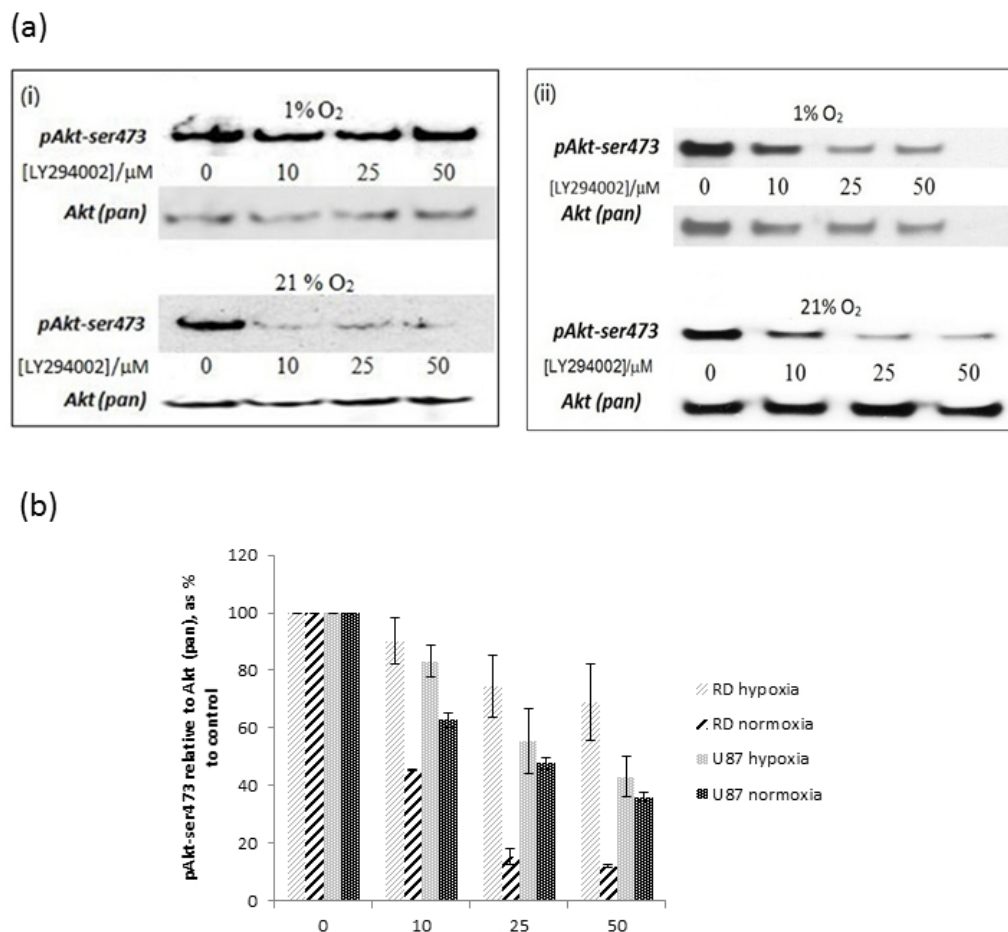 (a)
(i)
1% O₂
pAkt-ser473
[LY294002]/μM 0 10 25 50
Akt (pan)
21 % O₂
pAkt-ser473
[LY294002]/μM 0 10 25 50
Akt (pan)
(ii)
1% O₂
pAkt-ser473
[LY294002]/μM 0 10 25 50
Akt (pan)
21% O₂
pAkt-ser473
[LY294002]/μM 0 10 25 50
Akt (pan)
(b)
pAkt-ser473 relative to Akt (pan), as %
to control
120
100
80
60
40
20
0
0 10 25 50
RD hypoxia
RD normoxia
U87 hypoxia
U87 normoxia